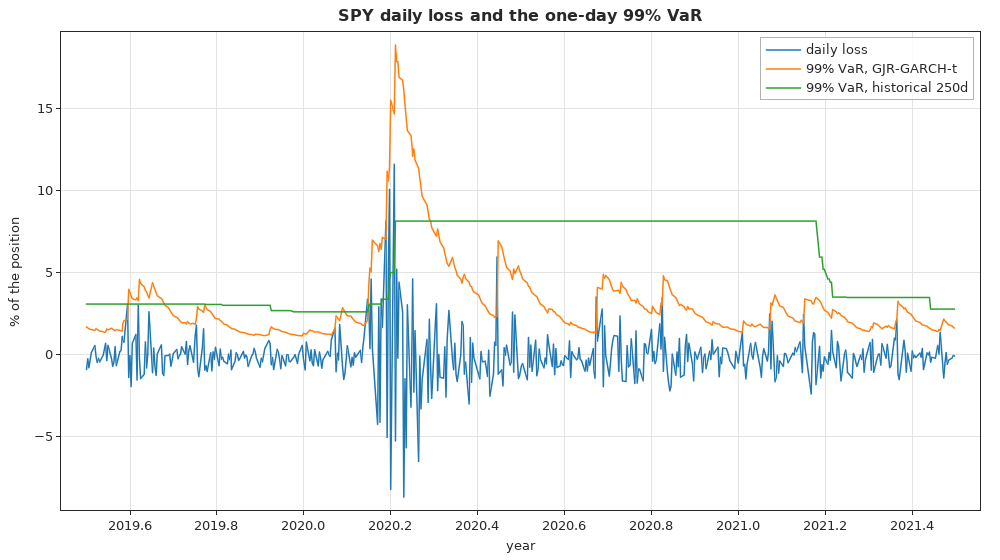 SPY daily loss and the one-day 99% VaR
daily loss
99% VaR, GJR-GARCH-t
99% VaR, historical 250d
% of the position
15
10
5
0
−5
2019.6 2019.8 2020.0 2020.2 2020.4 2020.6 2020.8 2021.0 2021.2 2021.4
year